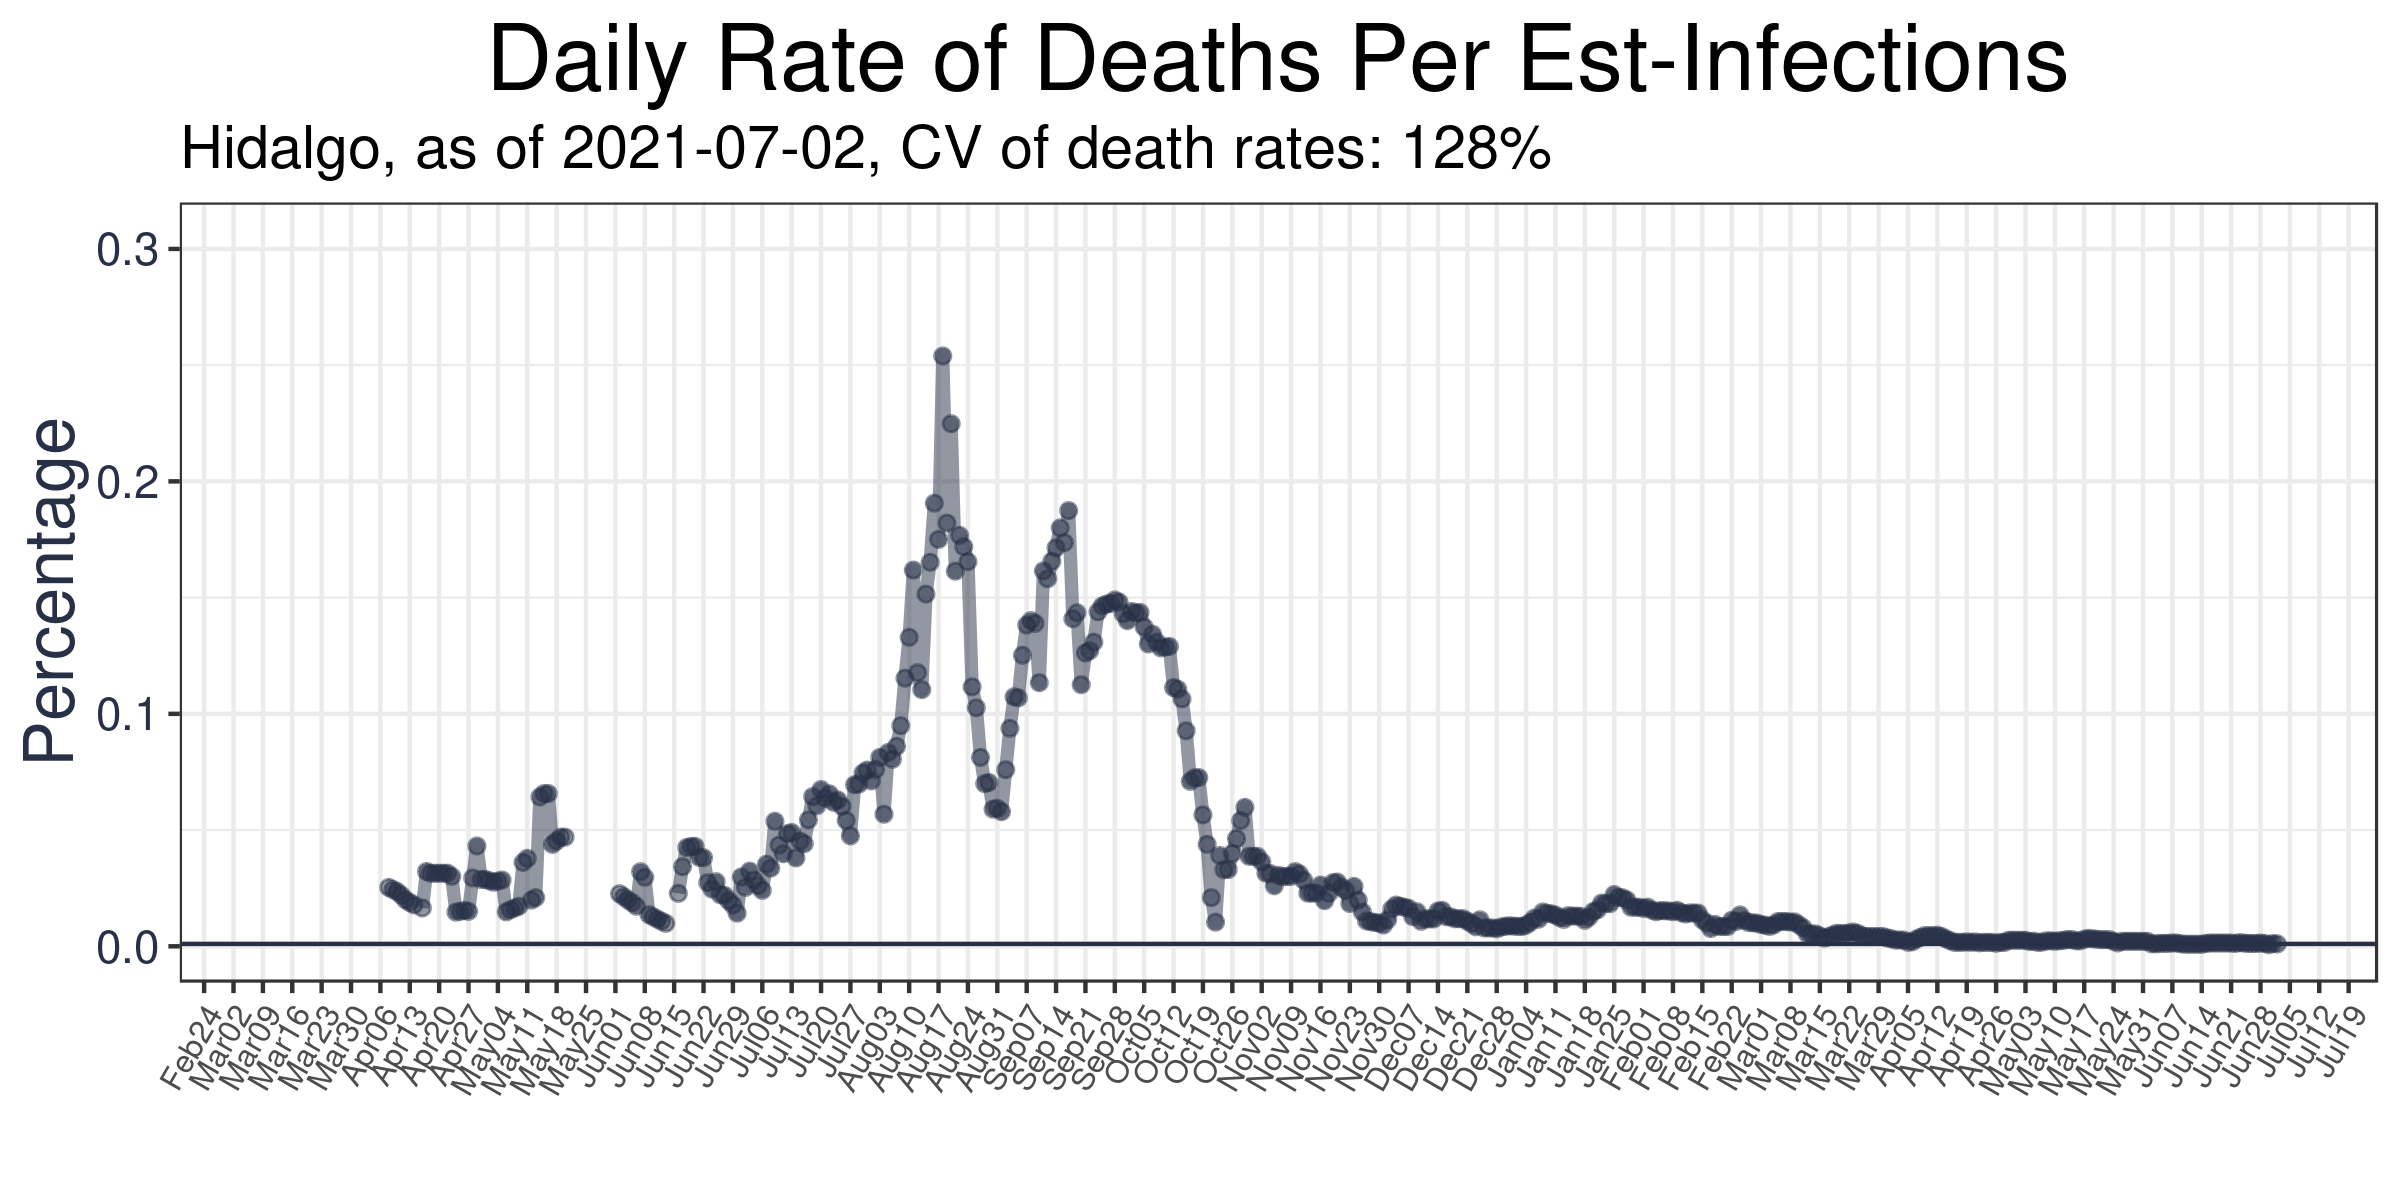 Daily Rate of Deaths Per Est-Infections
Hidalgo, as of 2021-07-02, CV of death rates: 128%
Percentage
0.3
0.2
0.1
0.0
Feb24
Mar02
Mar09
Mar16
Mar23
Mar30
Apr06
Apr13
Apr20
Apr27
May04
May11
May18
May25
Jun01
Jun08
Jun15
Jun22
Jun29
Jul06
Jul13
Jul20
Jul27
Aug03
Aug10
Aug17
Aug24
Aug31
Sep07
Sep14
Sep21
Sep28
Oct05
Oct12
Oct19
Oct26
Nov02
Nov09
Nov16
Nov23
Nov30
Dec07
Dec14
Dec21
Dec28
Jan04
Jan11
Jan18
Jan25
Feb01
Feb08
Feb15
Feb22
Mar01
Mar08
Mar15
Mar22
Mar29
Apr05
Apr12
Apr19
Apr26
May03
May10
May17
May24
May31
Jun07
Jun14
Jun21
Jun28
Jul05
Jul12
Jul19